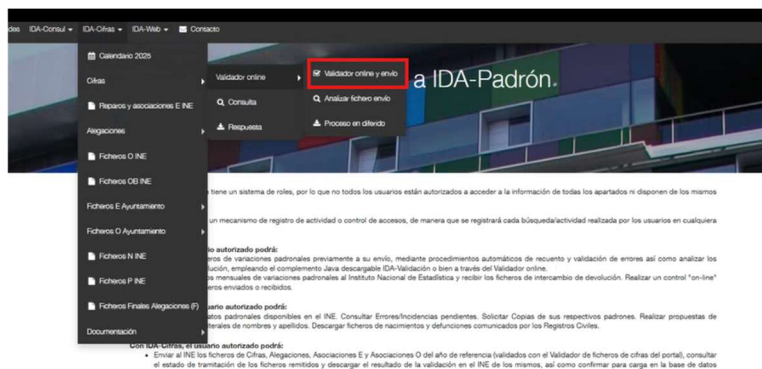 des IDA-Consul IDA-Cifras IDA-Web Contacto
Calendario 2025
Cifras
Reparos y asociaciones E INE
Alegaciones
Ficheros O INE
Ficheros OB INE
Ficheros E Ayuntamiento
Ficheros O Ayuntamiento
Ficheros N INE
Ficheros P INE
Ficheros Finales Alegaciones (F)
Documentación
Validador online
Consulta
Respuesta
Validador online y envío
Analizar fichero envío
Proceso en diferido
a IDA-Padrón.
tiene un sistema de roles, por lo que no todos los usuarios están autorizados a acceder a la información de todas los apartados ni disponen de los mismos
un mecanismo de registro de actividad o control de accesos, de manera que se registrará cada búsqueda/actividad realizada por los usuarios en cualquiera
io autorizado podrá:
eros de variaciones padronales previamente a su envío, mediante procedimientos automáticos de recuento y validación de errores así como analizar los
lución, empleando el complemento Java descargable IDA-Validación o bien a través del Validador online.
os mensuales de variaciones padronales al Instituto Nacional de Estadística y recibir los ficheros de intercambio de devolución. Realizar un control "on-line"
eros enviados o recibidos.
uario autorizado podrá:
atos padronales disponibles en el INE. Consultar Errores/Incidencias pendientes. Solicitar Copias de sus respectivos padrones. Realizar propuestas de
terales de nombres y apellidos. Descargar ficheros de nacimientos y defunciones comunicados por los Registros Civiles.
Con IDA-Cifras, el usuario autorizado podrá:
• Enviar al INE los ficheros de Cifras, Alegaciones, Asociaciones E y Asociaciones O del año de referencia (validados con el Validador de ficheros de cifras del portal), consultar
el estado de tramitación de los ficheros remitidos y descargar el resultado de la validación en el INE de los mismos, así como confirmar para carga en la base de datos